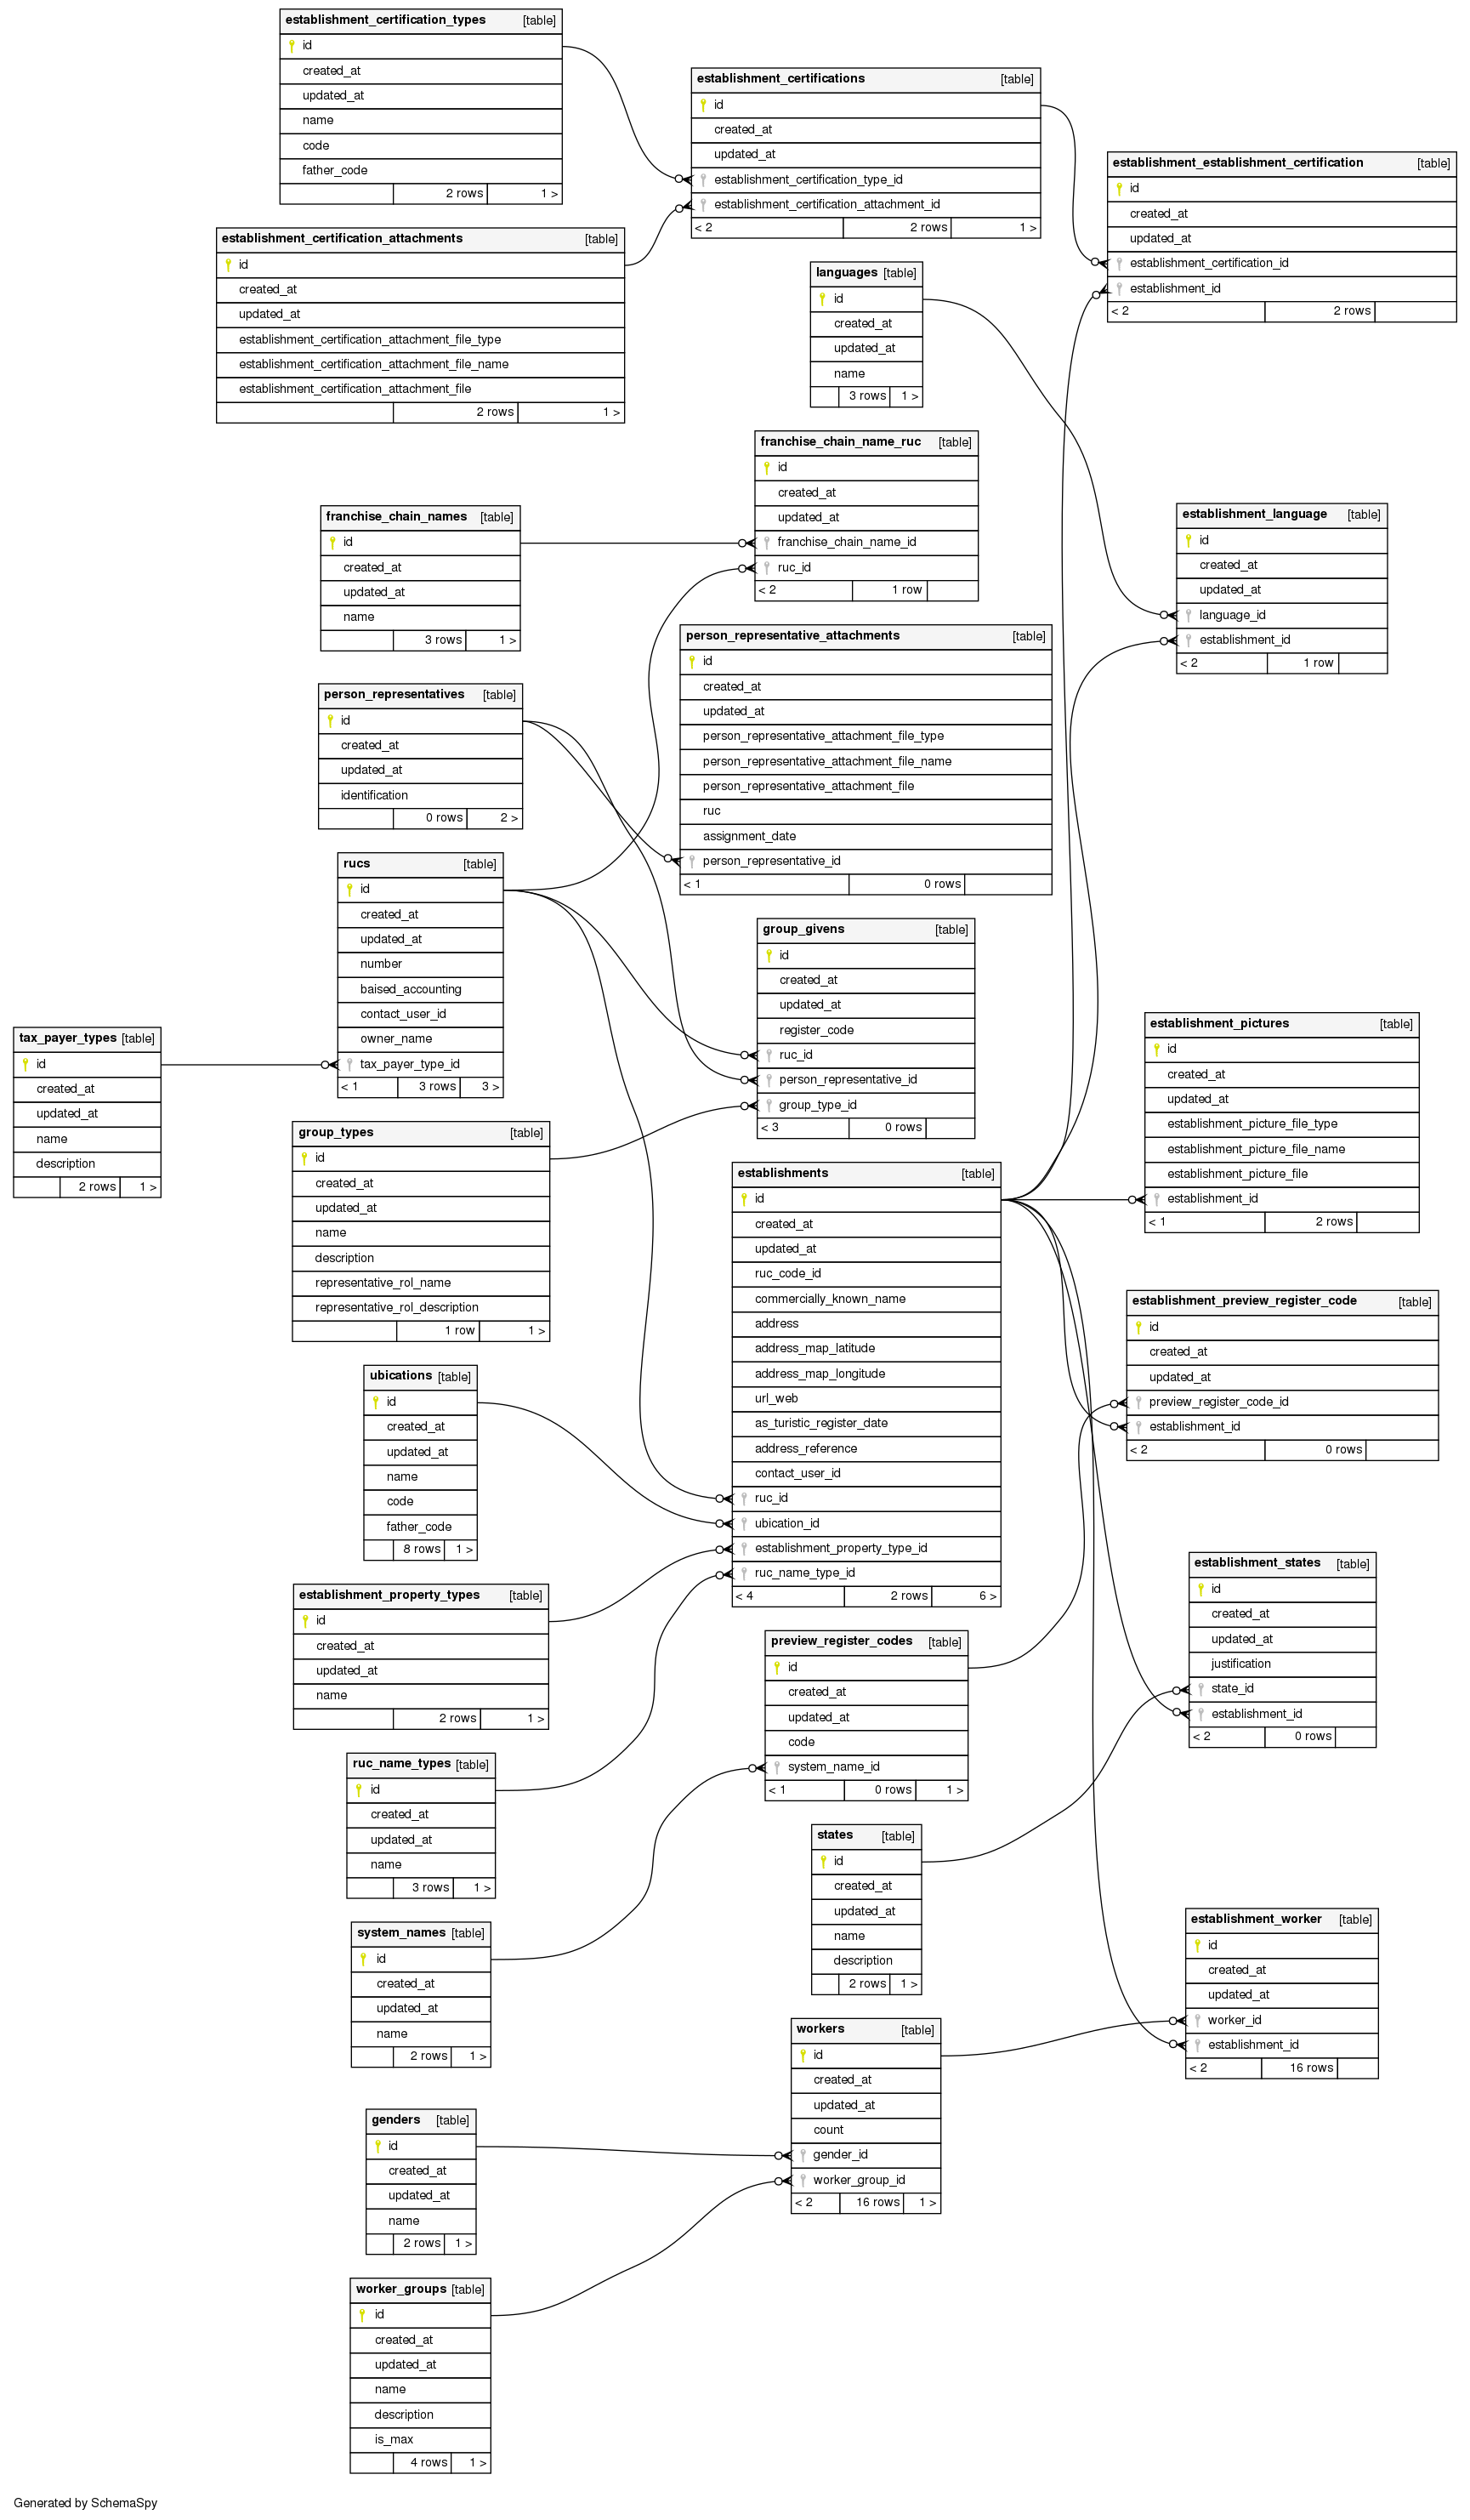 establishment_certification_types [table]
id
created_at
updated_at
name
code
father_code
2 rows 1 >
establishment_certifications [table]
id
created_at
updated_at
establishment_certification_type_id
establishment_certification_attachment_id
< 2 2 rows 1 >
establishment_establishment_certification [table]
id
created_at
updated_at
establishment_certification_id
establishment_id
< 2 2 rows
establishment_certification_attachments [table]
id
created_at
updated_at
establishment_certification_attachment_file_type
establishment_certification_attachment_file_name
establishment_certification_attachment_file
2 rows 1 >
languages [table]
id
created_at
updated_at
name
3 rows 1 >
franchise_chain_name_ruc [table]
id
created_at
updated_at
franchise_chain_name_id
ruc_id
< 2 1 row
franchise_chain_names [table]
id
created_at
updated_at
name
3 rows 1 >
establishment_language [table]
id
created_at
updated_at
language_id
establishment_id
< 2 1 row
person_representative_attachments [table]
id
created_at
updated_at
person_representative_attachment_file_type
person_representative_attachment_file_name
person_representative_attachment_file
ruc
assignment_date
person_representative_id
< 1 0 rows
person_representatives [table]
id
created_at
updated_at
identification
0 rows 2 >
rucs [table]
id
created_at
updated_at
number
baised_accounting
contact_user_id
owner_name
tax_payer_type_id
< 1 3 rows 3 >
group_givens [table]
id
created_at
updated_at
register_code
ruc_id
person_representative_id
group_type_id
< 3 0 rows
tax_payer_types [table]
id
created_at
updated_at
name
description
2 rows 1 >
establishment_pictures [table]
id
created_at
updated_at
establishment_picture_file_type
establishment_picture_file_name
establishment_picture_file
establishment_id
< 1 2 rows
group_types [table]
id
created_at
updated_at
name
description
representative_rol_name
representative_rol_description
1 row 1 >
establishments [table]
id
created_at
updated_at
ruc_code_id
commercially_known_name
address
address_map_latitude
address_map_longitude
url_web
as_turistic_register_date
address_reference
contact_user_id
ruc_id
ubication_id
establishment_property_type_id
ruc_name_type_id
< 4 2 rows 6 >
establishment_preview_register_code [table]
id
created_at
updated_at
preview_register_code_id
establishment_id
< 2 0 rows
ubications [table]
id
created_at
updated_at
name
code
father_code
8 rows 1 >
establishment_states [table]
id
created_at
updated_at
justification
state_id
establishment_id
< 2 0 rows
establishment_property_types [table]
id
created_at
updated_at
name
2 rows 1 >
preview_register_codes [table]
id
created_at
updated_at
code
system_name_id
< 1 0 rows 1 >
ruc_name_types [table]
id
created_at
updated_at
name
3 rows 1 >
states [table]
id
created_at
updated_at
name
description
2 rows 1 >
system_names [table]
id
created_at
updated_at
name
2 rows 1 >
establishment_worker [table]
id
created_at
updated_at
worker_id
establishment_id
< 2 16 rows
workers [table]
id
created_at
updated_at
count
gender_id
worker_group_id
< 2 16 rows 1 >
genders [table]
id
created_at
updated_at
name
2 rows 1 >
worker_groups [table]
id
created_at
updated_at
name
description
is_max
4 rows 1 >
Generated by SchemaSpy